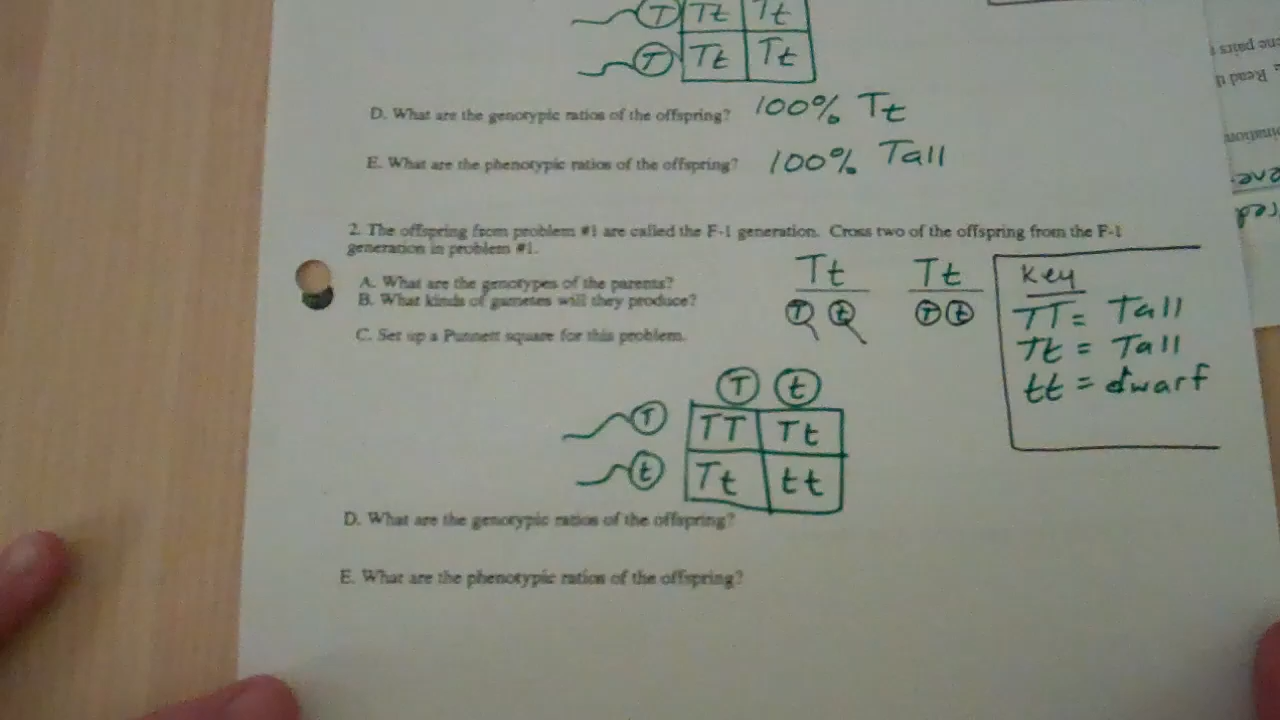 T Tt Tt
T Tt Tt
D. What are the genotypic ratios of the offspring? 100% Tt
E. What are the phenotypic ratios of the offspring? 100% Tall
2. The offspring from problem #1 are called the F-1 generation. Cross two of the offspring from the F-1
generation in problem #1.
A. What are the genotypes of the parents? Tt Tt
B. What kinds of gametes will they produce? T t T t
C. Set up a Punnett square for this problem.
Key
TT = Tall
Tt = Tall
tt = dwarf
T t
T TT Tt
t Tt tt
D. What are the genotypic ratios of the offspring?
E. What are the phenotypic ratios of the offspring?
pairs
Read
red